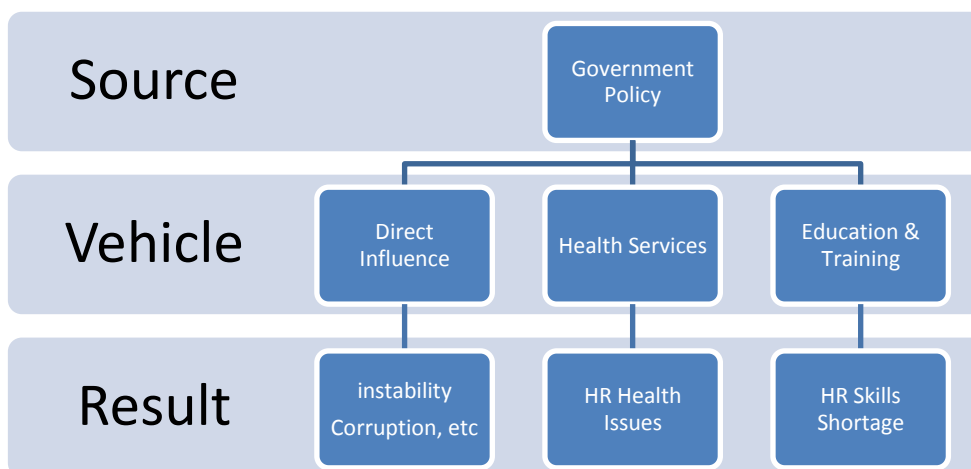 Source
Government
Policy
Vehicle
Direct
Influence
Health Services
Education &
Training
Result
instability
Corruption, etc
HR Health
Issues
HR Skills
Shortage